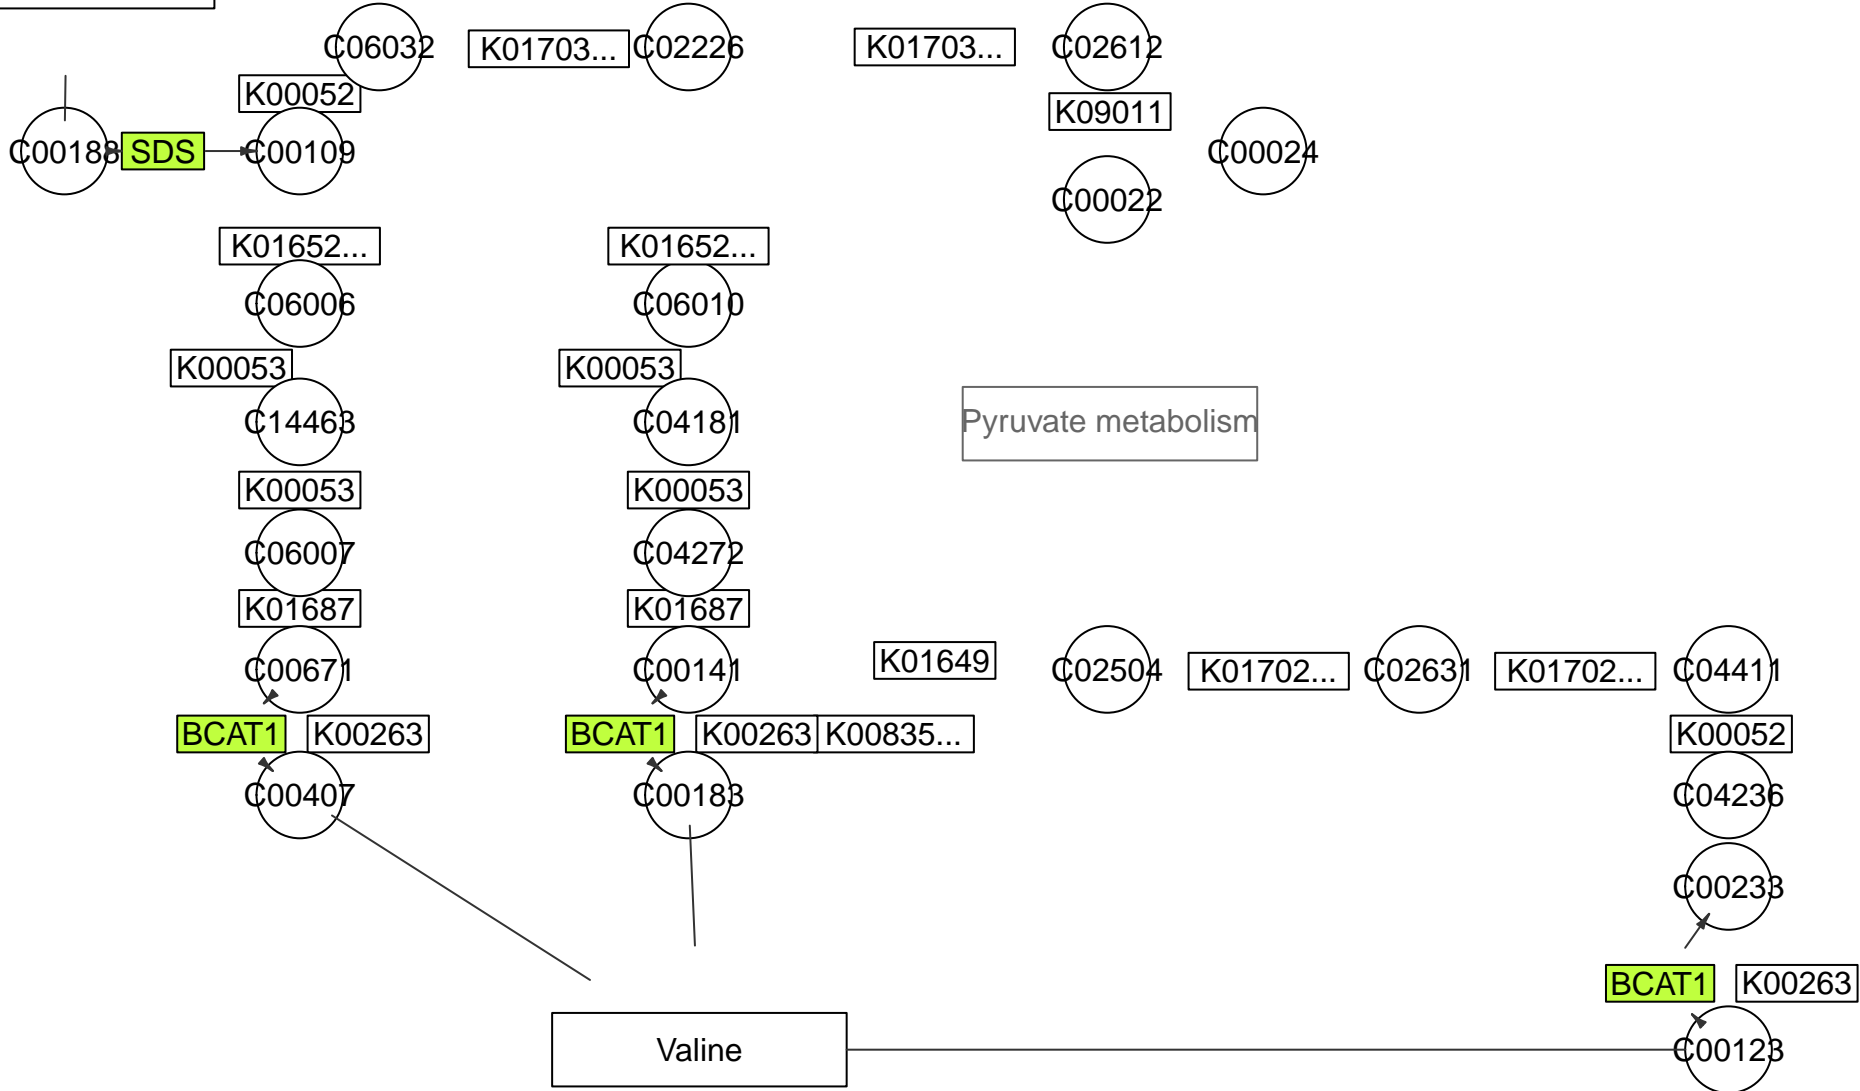 C06032
K01703...
C02226
K01703...
C02612
K00052
K09011
C00188
SDS
C00109
C00024
C00022
K01652...
K01652...
C06006
C06010
K00053
K00053
C14463
C04181
Pyruvate metabolism
K00053
K00053
C06007
C04272
K01687
K01687
C00671
C00141
K01649
C02504
K01702...
C02631
K01702...
C04411
BCAT1
K00263
BCAT1
K00263
K00835...
K00052
C00407
C00183
C04236
C00233
BCAT1
K00263
Valine
C00123